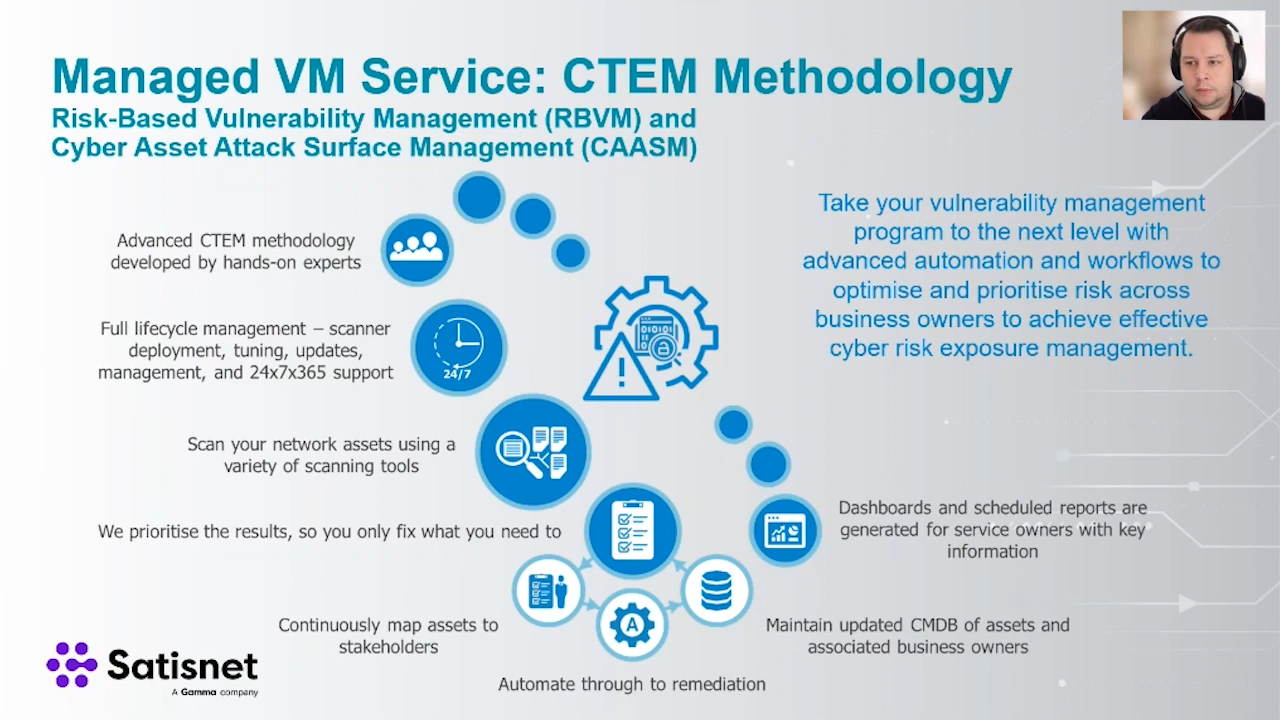 Managed VM Service: CTEM Methodology
Risk-Based Vulnerability Management (RBVM) and
Cyber Asset Attack Surface Management (CAASM)
Take your vulnerability management
program to the next level with
advanced automation and workflows to
optimise and prioritise risk across
business owners to achieve effective
cyber risk exposure management.
Advanced CTEM methodology
developed by hands-on experts
Full lifecycle management – scanner
deployment, tuning, updates,
management, and 24x7x365 support
24/7
Scan your network assets using a
variety of scanning tools
We prioritise the results, so you only fix what you need to
Continuously map assets to
stakeholders
A
Automate through to remediation
Maintain updated CMDB of assets and
associated business owners
Dashboards and scheduled reports are
generated for service owners with key
information
Satisnet
A Gamma company